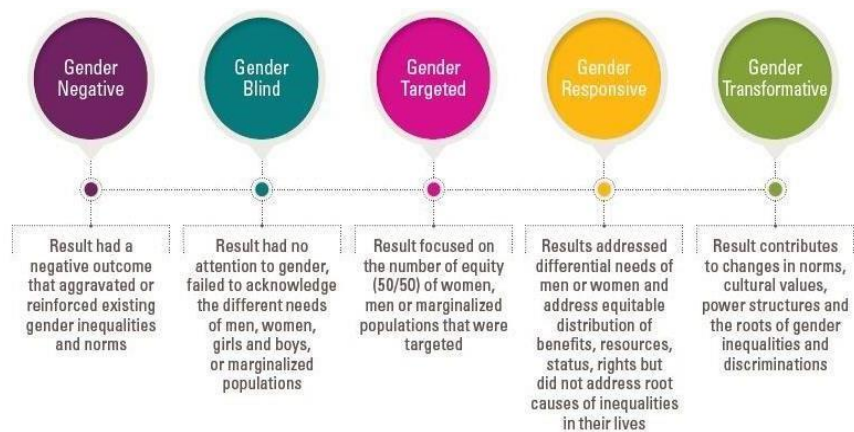 Gender
Negative
Gender
Blind
Gender
Targeted
Gender
Responsive
Gender
Transformative
Result had a
negative outcome
that aggravated or
reinforced existing
gender inequalities
and norms
Result had no
attention to gender,
failed to acknowledge
the different needs
of men, women,
girls and boys,
or marginalized
populations
Result focused on
the number of equity
(50/50) of women,
men or marginalized
populations that were
targeted
Results addressed
differential needs of
men or women and
address equitable
distribution of
benefits, resources,
status, rights but
did not address root
causes of inequalities
in their lives
Result contributes
to changes in norms,
cultural values,
power structures and
the roots of gender
inequalities and
discriminations